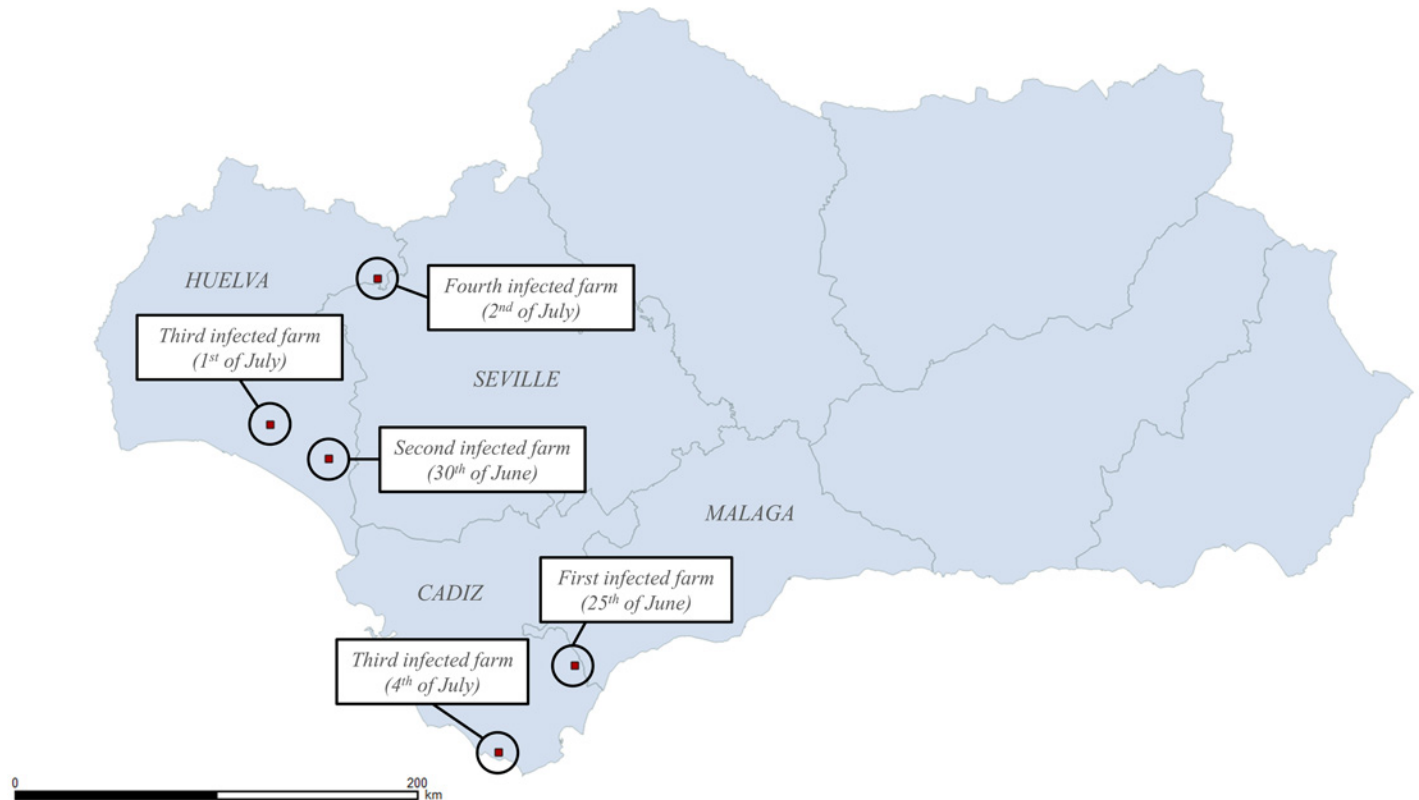 HUELVA
Fourth infected farm
(2nd of July)
Third infected farm
(1st of July)
SEVILLE
Second infected farm
(30th of June)
MALAGA
First infected farm
(25th of June)
CADIZ
Third infected farm
(4th of July)
0 200
km